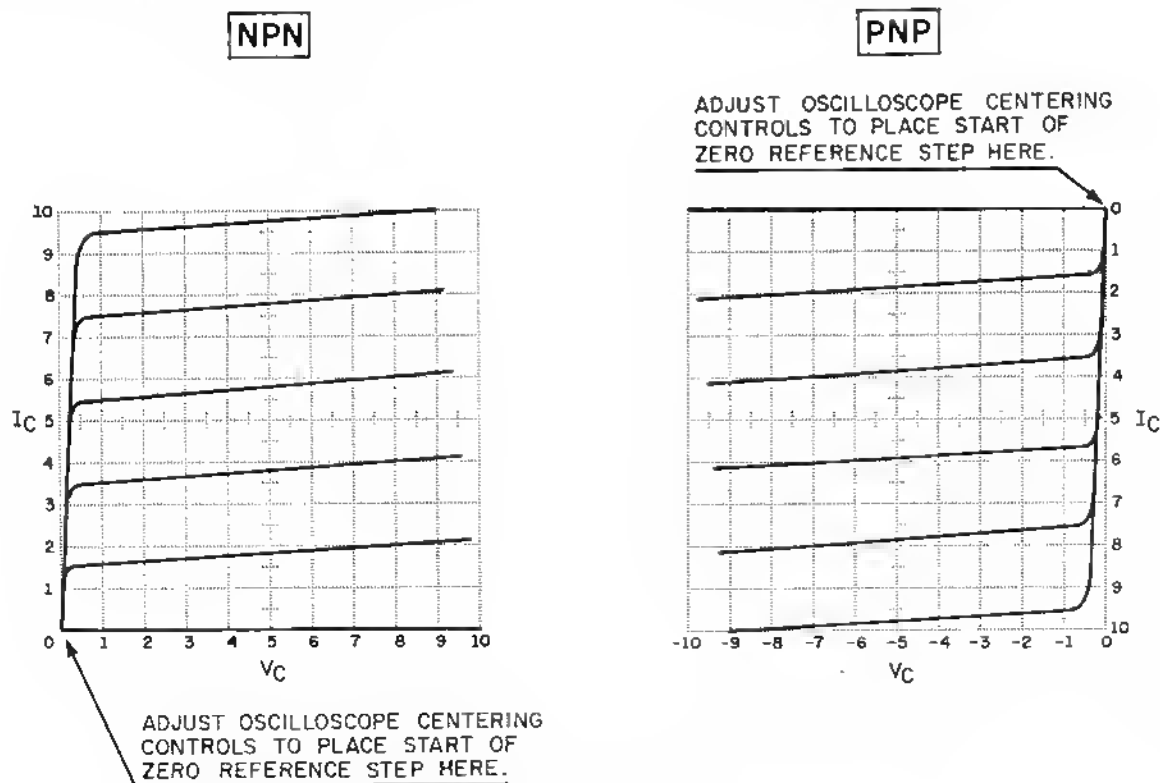 NPN
PNP
ADJUST OSCILLOSCOPE CENTERING
CONTROLS TO PLACE START OF
ZERO REFERENCE STEP HERE.
10
9
8
7
6
5
4
3
2
1
0 1 2 3 4 5 6 7 8 9 10
IC
VC
ADJUST OSCILLOSCOPE CENTERING
CONTROLS TO PLACE START OF
ZERO REFERENCE STEP HERE.
0
1
2
3
4
5
6
7
8
9
10
-10 -9 -8 -7 -6 -5 -4 -3 -2 -1 0
IC
VC